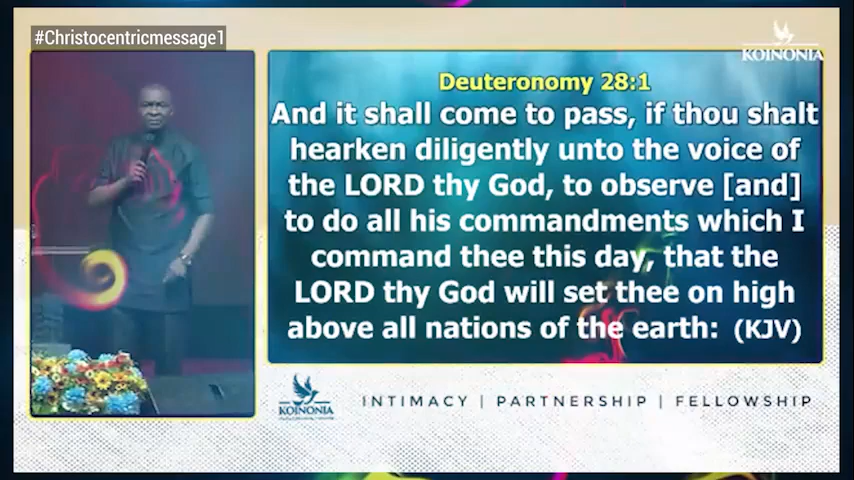 #Christocentricmessage1
KOINONIA
Deuteronomy 28:1
And it shall come to pass, if thou shalt
hearken diligently unto the voice of
the LORD thy God, to observe [and]
to do all his commandments which I
command thee this day, that the
LORD thy God will set thee on high
above all nations of the earth: (KJV)
KOINONIA
INTIMACY | PARTNERSHIP | FELLOWSHIP